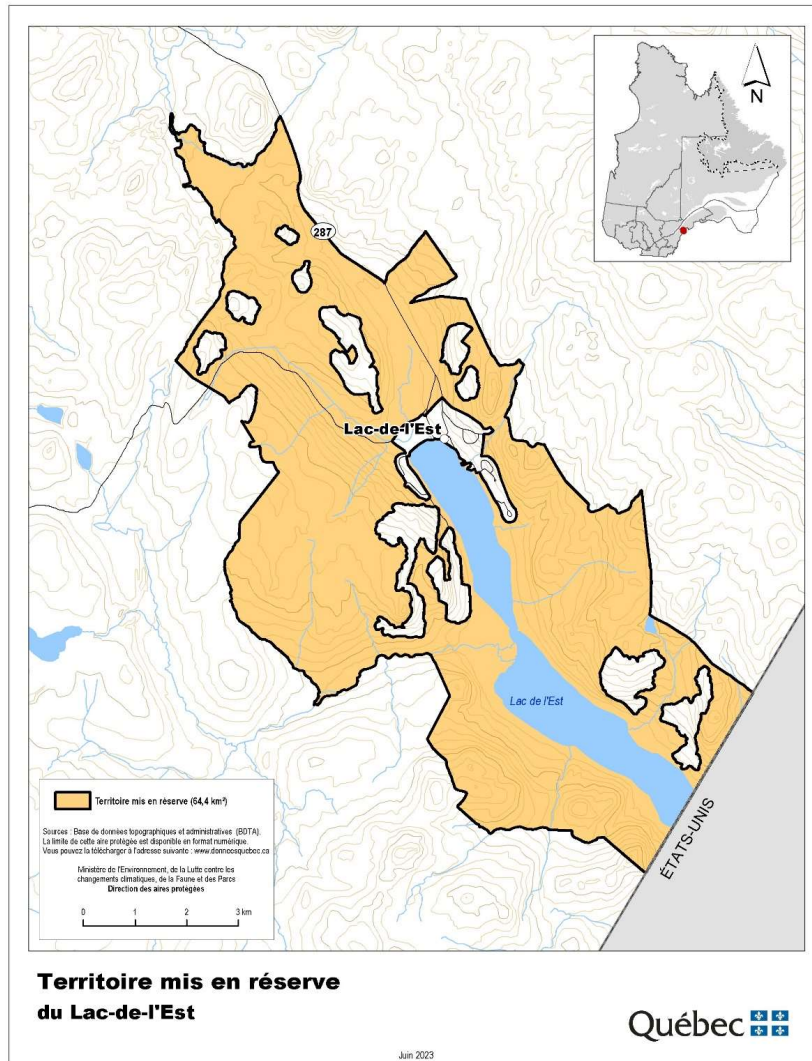 N
287
Lac-de-l'Est
Lac de l'Est
ÉTATS-UNIS
Territoire mis en réserve (64,4 km²)
Sources : Base de données topographiques et administratives (BDTA).
La limite de cette aire protégée est disponible en format numérique.
Vous pouvez la télécharger à l'adresse suivante : www.donneesquebec.ca
Ministère de l'Environnement, de la Lutte contre les
changements climatiques, de la Faune et des Parcs
Direction des aires protégées
0 1 2 3 km
Territoire mis en réserve
du Lac-de-l'Est
Québec
Juin 2023